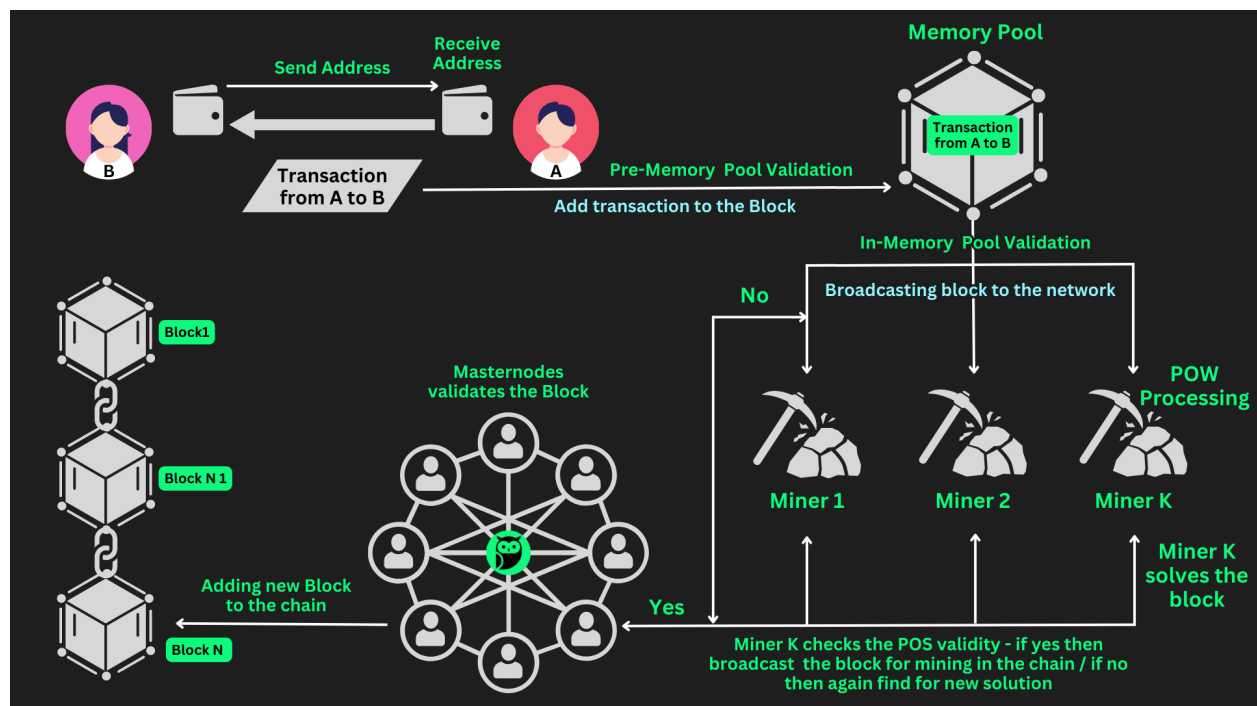 Memory Pool
Receive
Address
Send Address
B
A
Transaction
from A to B
Transaction
from A to B
Pre-Memory Pool Validation
Add transaction to the Block
In-Memory Pool Validation
Broadcasting block to the network
No
Block1
Masternodes
validates the Block
POW
Processing
Block N 1
Miner 1
Miner 2
Miner K
Miner K
solves the
block
Adding new Block
to the chain
Yes
Block N
Miner K checks the POS validity - if yes then
broadcast the block for mining in the chain / if no
then again find for new solution